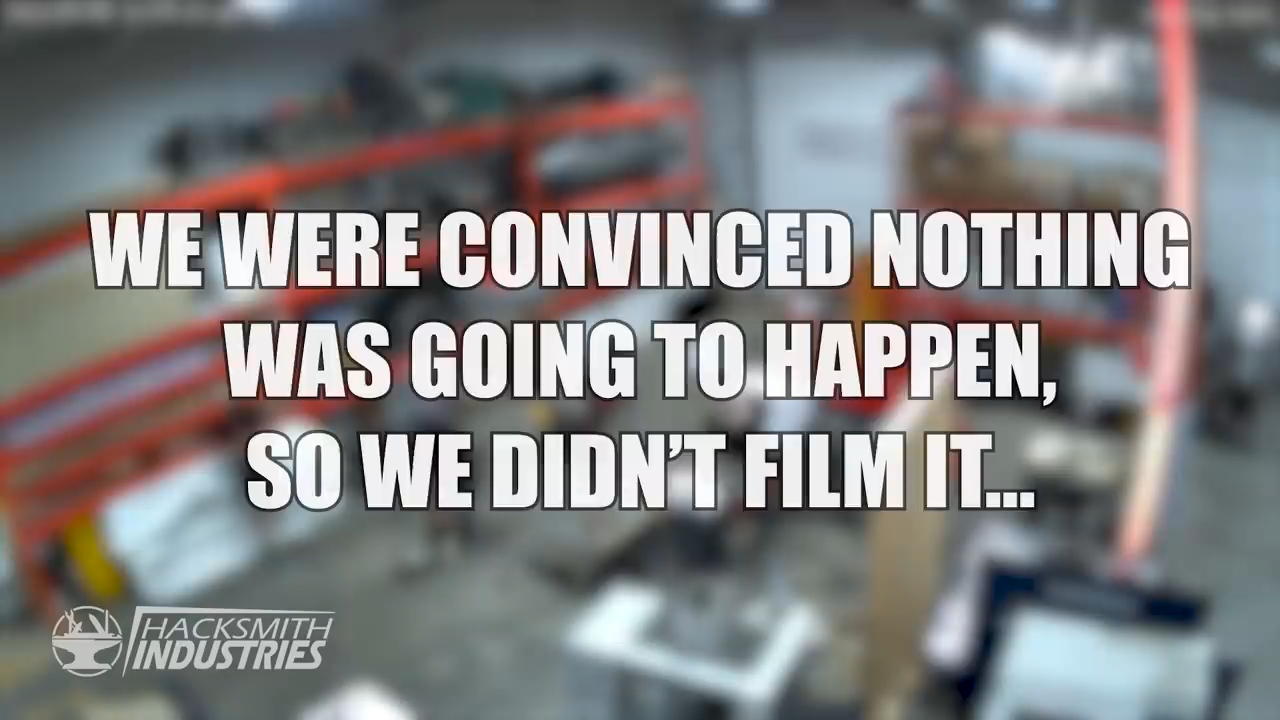 WE WERE CONVINCED NOTHING
WAS GOING TO HAPPEN,
SO WE DIDN’T FILM IT...
HACKSMITH
INDUSTRIES